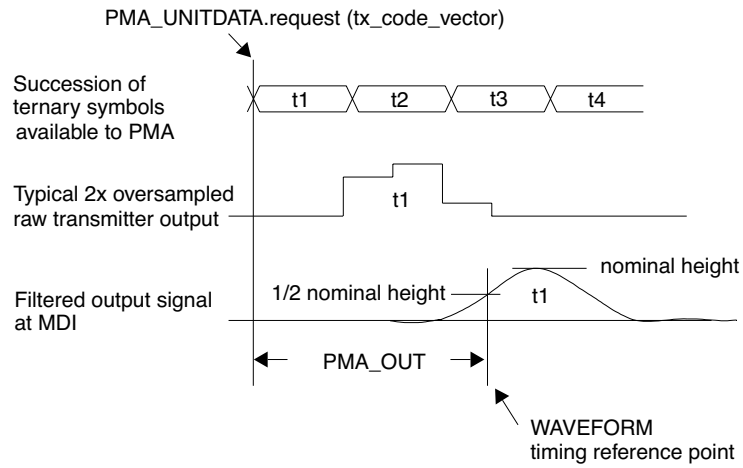 PMA_UNITDATA.request (tx_code_vector)
Succession of
ternary symbols
available to PMA
t1 t2 t3 t4
Typical 2x oversampled
raw transmitter output
t1
nominal height
1/2 nominal height
t1
Filtered output signal
at MDI
PMA_OUT
WAVEFORM
timing reference point